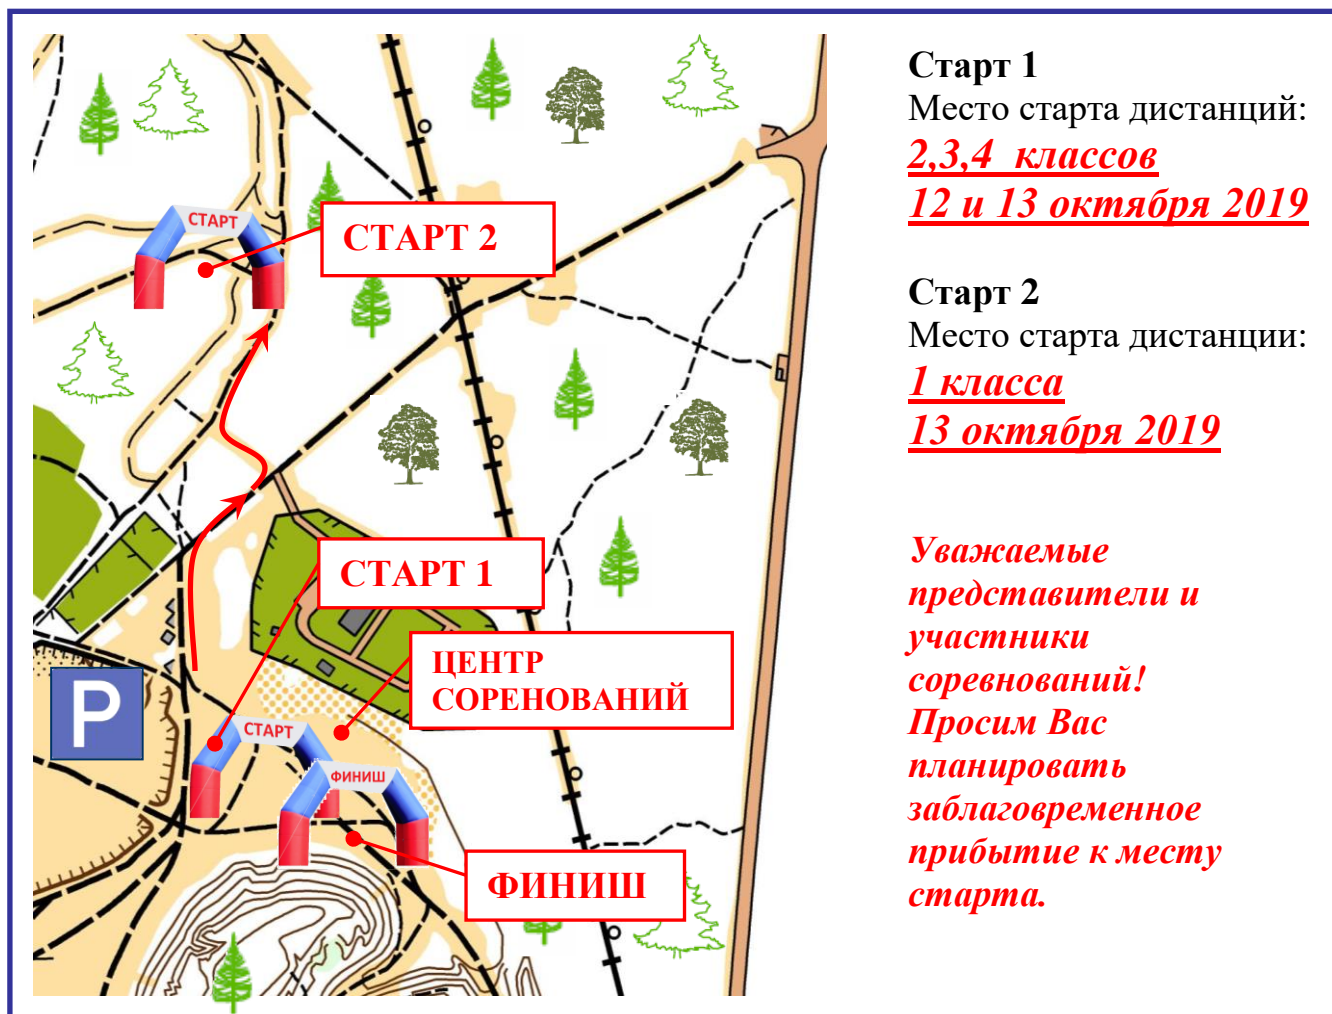 СТАРТ
СТАРТ 2
СТАРТ 1
ЦЕНТР
СОРЕНОВАНИЙ
P
СТАРТ
ФИНИШ
ФИНИШ
Старт 1
Место старта дистанций:
2,3,4 классов
12 и 13 октября 2019
Старт 2
Место старта дистанции:
1 класса
13 октября 2019
Уважаемые
представители и
участники
соревнований!
Просим Вас
планировать
заблаговременное
прибытие к месту
старта.